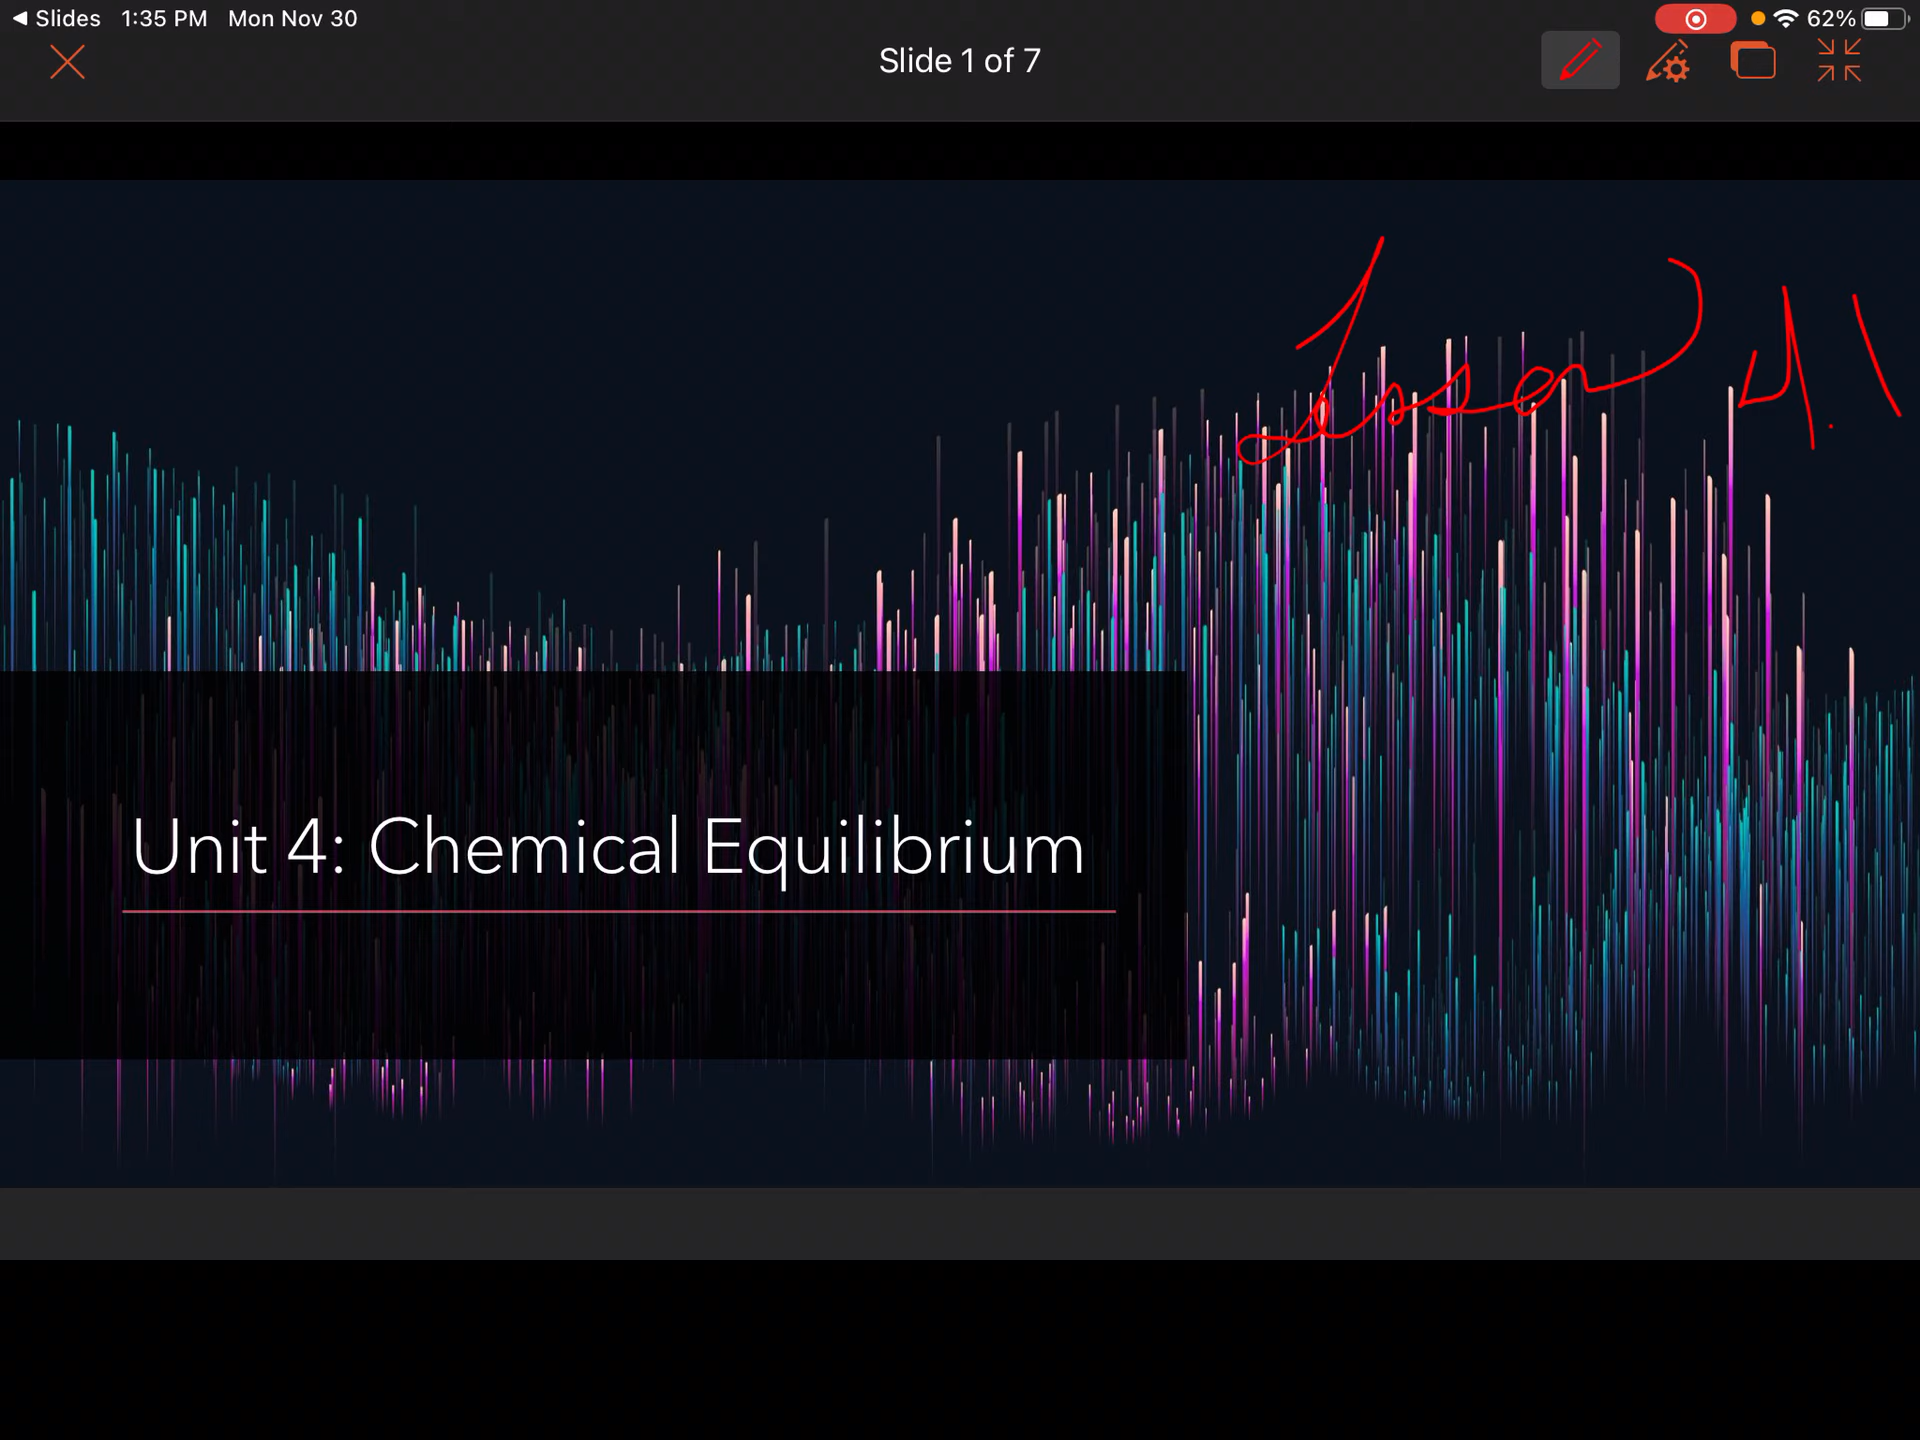 Slides 1:35 PM Mon Nov 30 62%
Slide 1 of 7
Lesson 4.1
Unit 4: Chemical Equilibrium